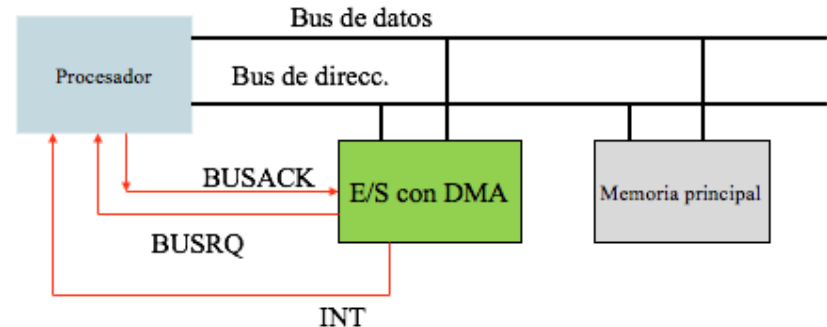 Bus de datos
Procesador
Bus de direcc.
BUSACK
E/S con DMA
Memoria principal
BUSRQ
INT